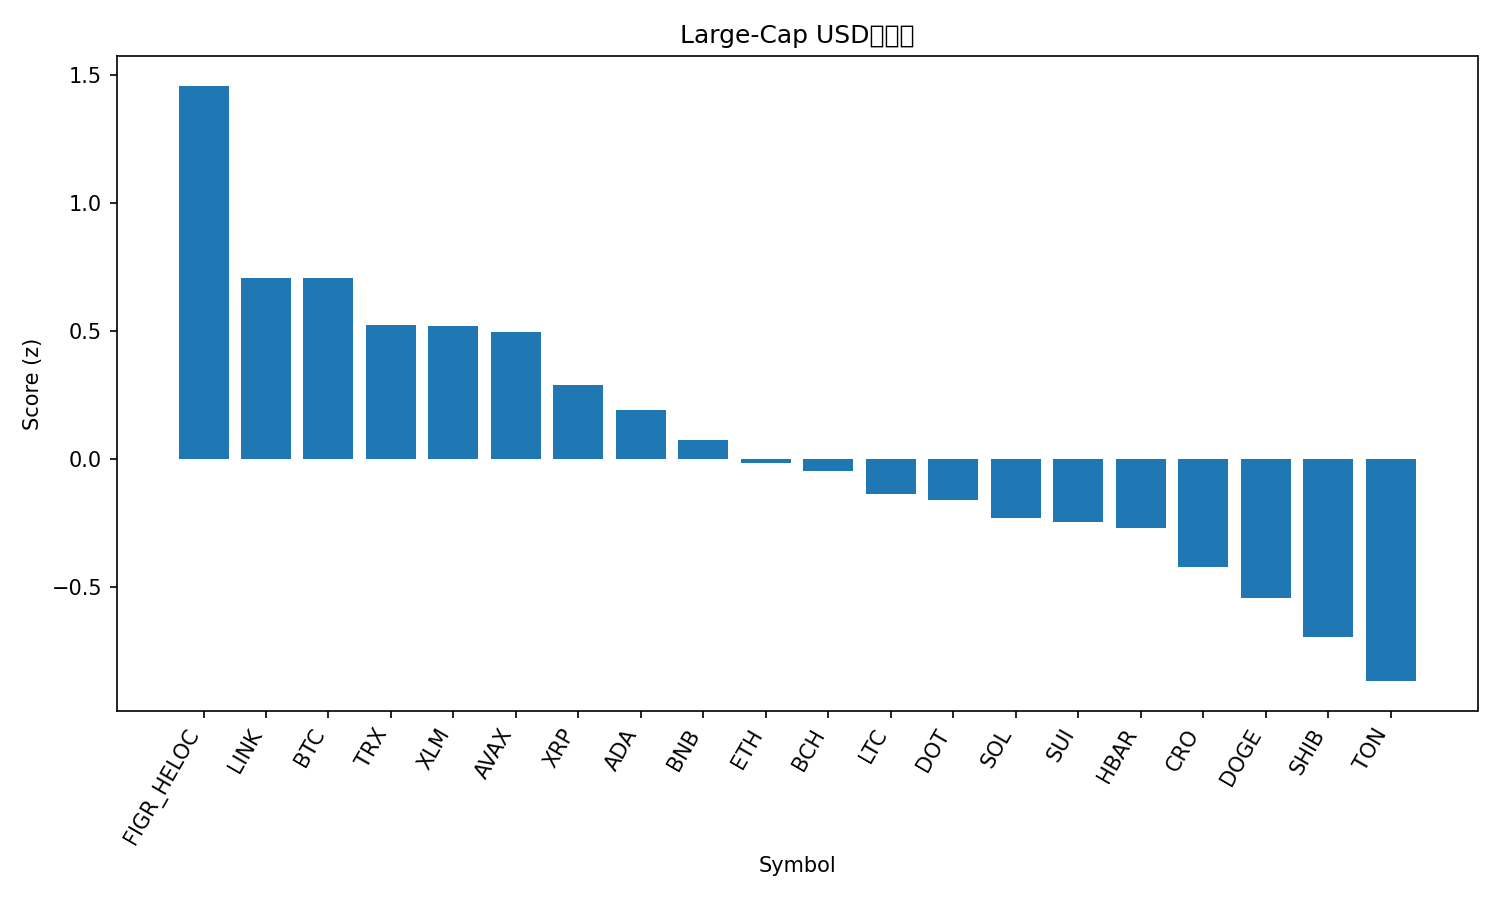 Large-Cap USD
1.5
1.0
0.5
0.0
−0.5
Score (z)
FIGR_HELOC
LINK
BTC
TRX
XLM
AVAX
XRP
ADA
BNB
ETH
BCH
LTC
DOT
SOL
SUI
HBAR
CRO
DOGE
SHIB
TON
Symbol